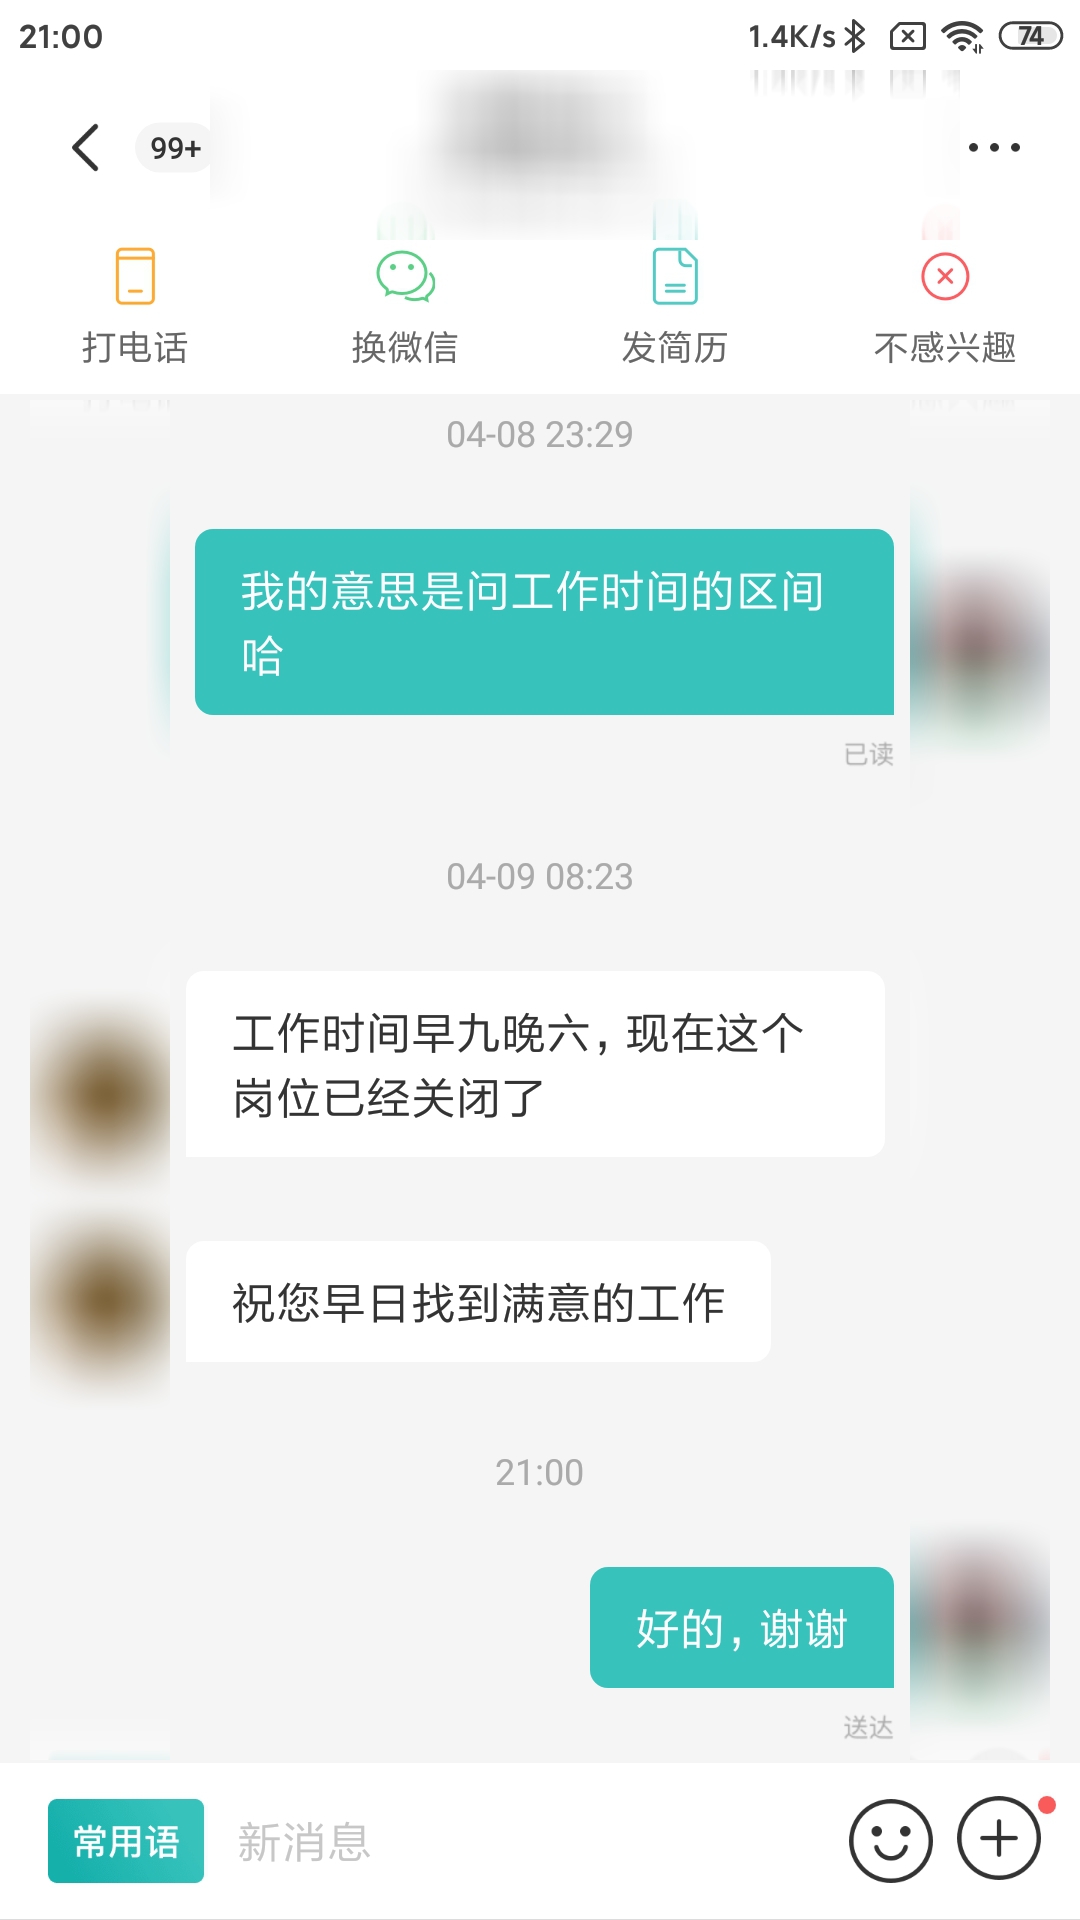 21:00
1.4K/s
74
99+
打电话
换微信
发简历
不感兴趣
04-08 23:29
我的意思是问工作时间的区间
哈
已读
04-09 08:23
工作时间早九晚六，现在这个
岗位已经关闭了
祝您早日找到满意的工作
21:00
好的，谢谢
送达
常用语
新消息